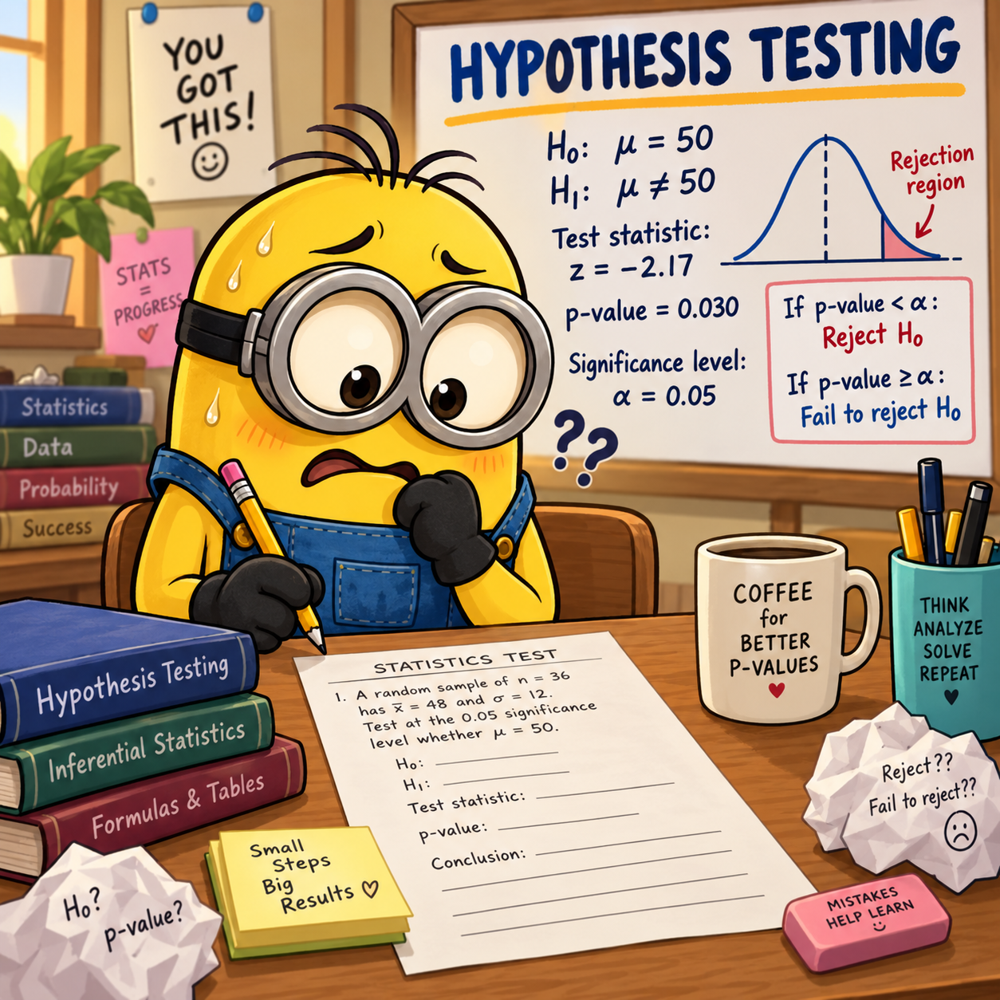 YOU
GOT
THIS!
STATS
=
PROGRESS
Statistics
Data
Probability
Success
HYPOTHESIS TESTING
H₀: μ = 50
H₁: μ ≠ 50
Test statistic:
z = −2.17
p-value = 0.030
Significance level:
α = 0.05
Rejection
region
If p-value < α:
Reject H₀
If p-value ≥ α:
Fail to reject H₀
??
COFFEE
for
BETTER
P-VALUES
THINK
ANALYZE
SOLVE
REPEAT
Hypothesis Testing
Inferential Statistics
Formulas & Tables
STATISTICS TEST
1. A random sample of n = 36
has x̅ = 48 and σ = 12.
Test at the 0.05 significance
level whether μ = 50.
H₀:
H₁:
Test statistic:
p-value:
Conclusion:
Small
Steps
Big
Results ♡
H₀?
p-value?
Reject??
Fail to reject??
MISTAKES
HELP LEARN